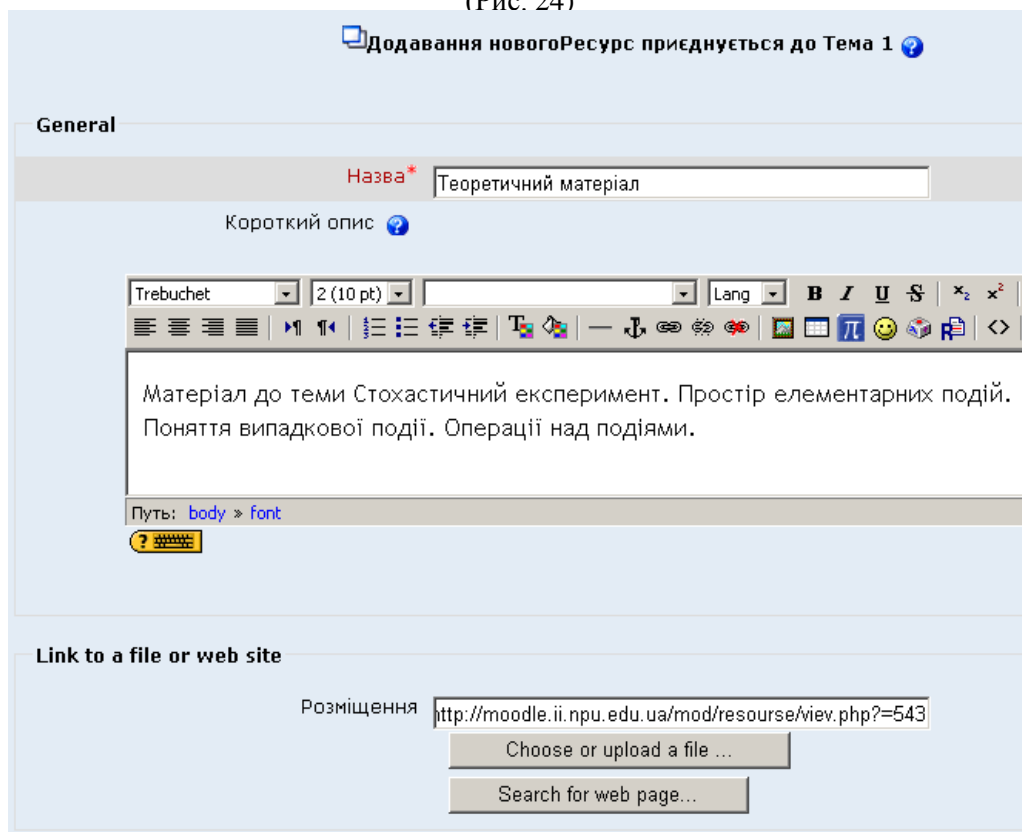 (Рис. 24)
Додавання новогоРесурс приєднується до Тема 1 ?
General
Назва* Теоретичний матеріал
Короткий опис ?
Trebuchet 2 (10 pt) Lang B I U S x₂ x²
Матеріал до теми Стохастичний експеримент. Простір елементарних подій.
Поняття випадкової події. Операції над подіями.
Путь: body » font
?
Link to a file or web site
Розміщення http://moodle.ii.npu.edu.ua/mod/resourse/viev.php?=543
Choose or upload a file ...
Search for web page...